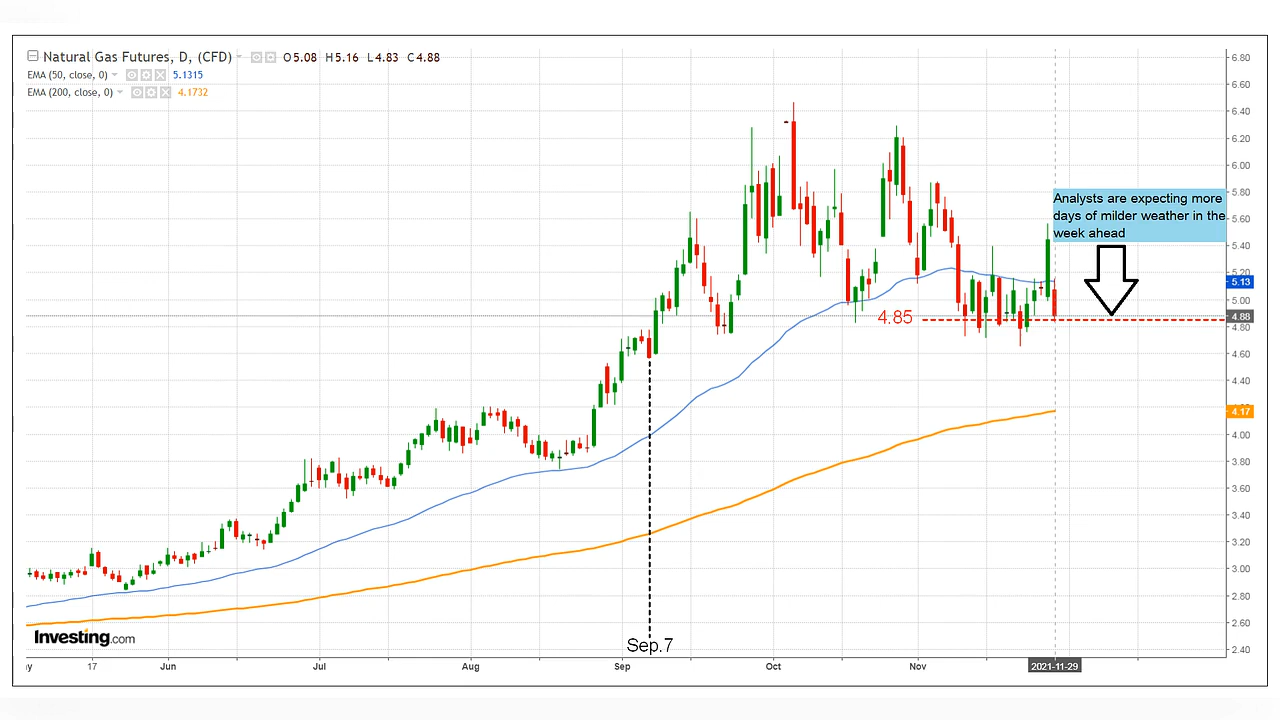 Natural Gas Futures, D, (CFD) O5.08 H5.16 L4.83 C4.88
EMA (50, close, 0) 5.1315
EMA (200, close, 0) 4.1732
6.80
6.60
6.40
6.20
6.00
5.80
Analysts are expecting more
days of milder weather in the
week ahead
5.60
5.40
5.20
5.13
5.00
4.85
4.88
4.80
4.60
4.40
4.17
4.00
3.80
3.60
3.40
3.20
3.00
2.80
2.60
2.40
Investing.com
Sep.7
17 Jun Jul Aug Sep Oct Nov 2021-11-29